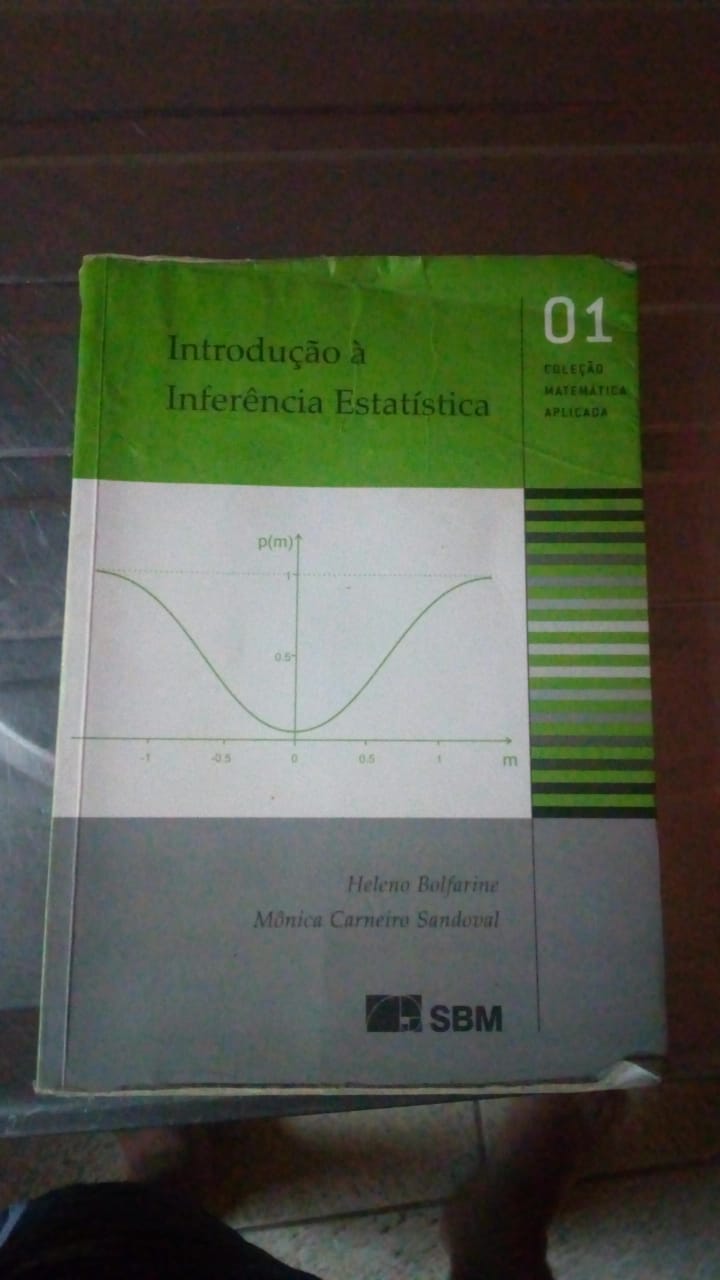 01
COLEÇÃO
MATEMÁTICA
APLICADA
Introdução à
Inferência Estatística
p(m)
1
0.5
-1 -0.5 0 0.5 1 m
Heleno Bolfarine
Mônica Carneiro Sandoval
SBM